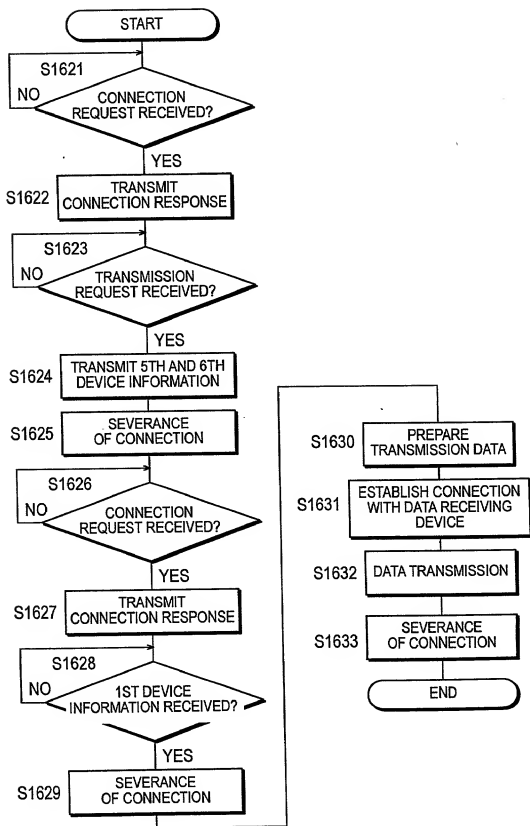 START
S1621
NO
CONNECTION
REQUEST RECEIVED?
YES
S1622
TRANSMIT
CONNECTION RESPONSE
S1623
NO
TRANSMISSION
REQUEST RECEIVED?
YES
S1624
TRANSMIT 5TH AND 6TH
DEVICE INFORMATION
S1625
SEVERANCE
OF CONNECTION
S1626
NO
CONNECTION
REQUEST RECEIVED?
YES
S1627
TRANSMIT
CONNECTION RESPONSE
S1628
NO
1ST DEVICE
INFORMATION RECEIVED?
YES
S1629
SEVERANCE
OF CONNECTION
S1630
PREPARE
TRANSMISSION DATA
S1631
ESTABLISH CONNECTION
WITH DATA RECEIVING
DEVICE
S1632
DATA TRANSMISSION
S1633
SEVERANCE
OF CONNECTION
END